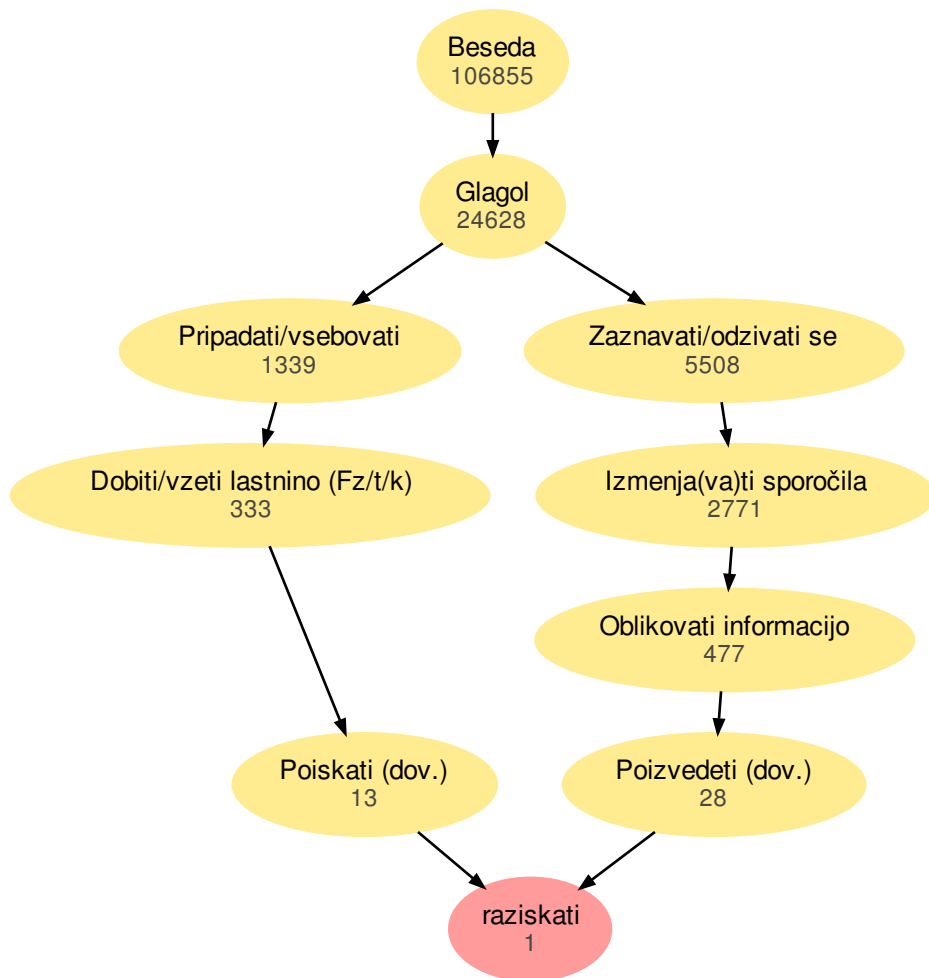 Beseda
106855
Glagol
24628
Pripadati/vsebovati
1339
Zaznavati/odzivati se
5508
Dobiti/vzeti lastnino (Fz/t/k)
333
Izmenja(va)ti sporočila
2771
Oblikovati informacijo
477
Poiskati (dov.)
13
Poizvedeti (dov.)
28
raziskati
1